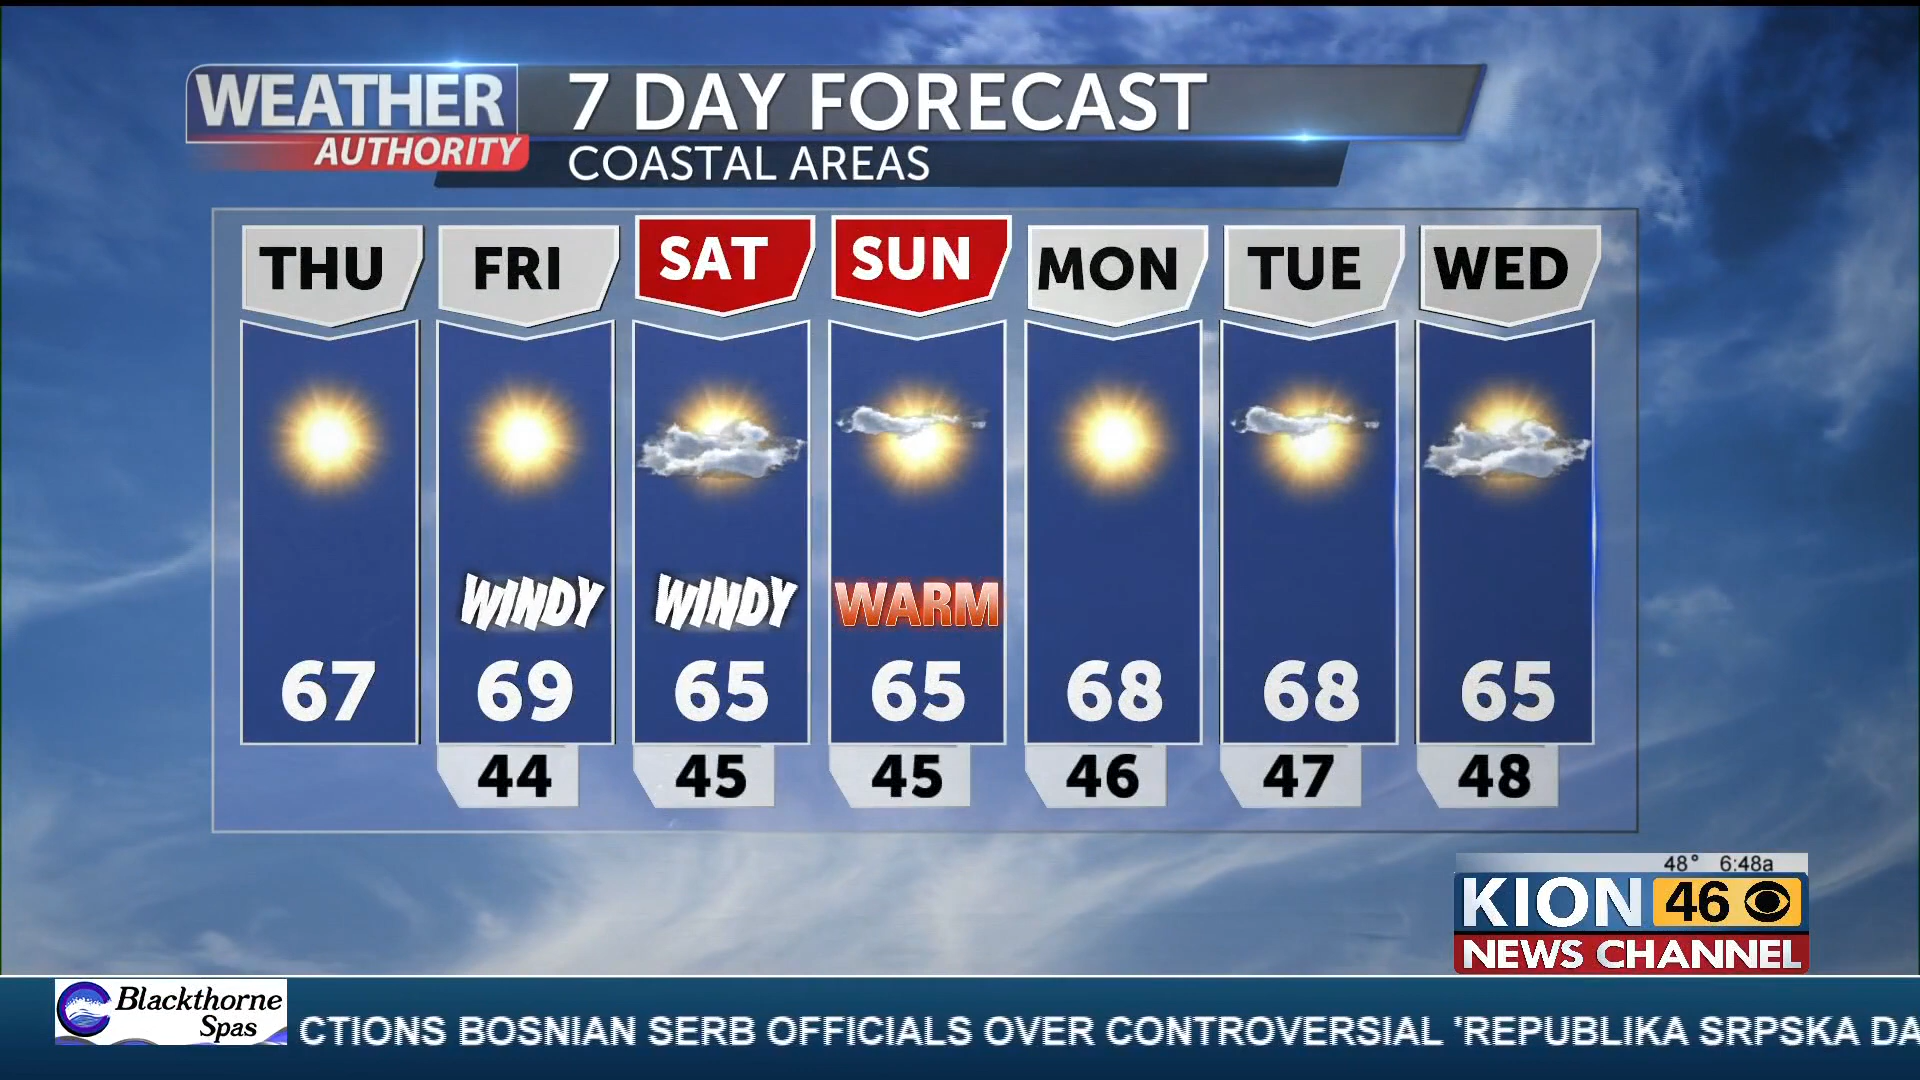 WEATHER
AUTHORITY
7 DAY FORECAST
COASTAL AREAS
THU FRI SAT SUN MON TUE WED
WINDY WINDY WARM
67 69 65 65 68 68 65
44 45 45 46 47 48
48° 6:48a
KION 46
NEWS CHANNEL
Blackthorne
Spas
CTIONS BOSNIAN SERB OFFICIALS OVER CONTROVERSIAL 'REPUBLIKA SRPSKA DA